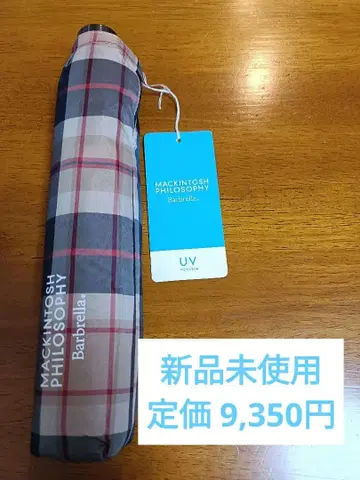 MACKINTOSH
PHILOSOPHY
Barbrella®
MACKINTOSH
PHILOSOPHY
Barbrella®
UV
新品未使用
定価 9,350円